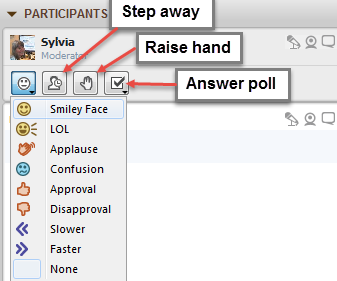 Step away
PARTICIPANTS
Sylvia
Moderator
Raise hand
Answer poll
Smiley Face
LOL
Applause
Confusion
Approval
Disapproval
Slower
Faster
None